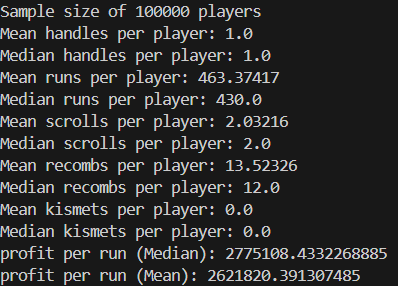 Sample size of 100000 players
Mean handles per player: 1.0
Median handles per player: 1.0
Mean runs per player: 463.37417
Median runs per player: 430.0
Mean scrolls per player: 2.03216
Median scrolls per player: 2.0
Mean recombs per player: 13.52326
Median recombs per player: 12.0
Mean kismets per player: 0.0
Median kismets per player: 0.0
profit per run (Median): 2775108.4332268885
profit per run (Mean): 2621820.391307485